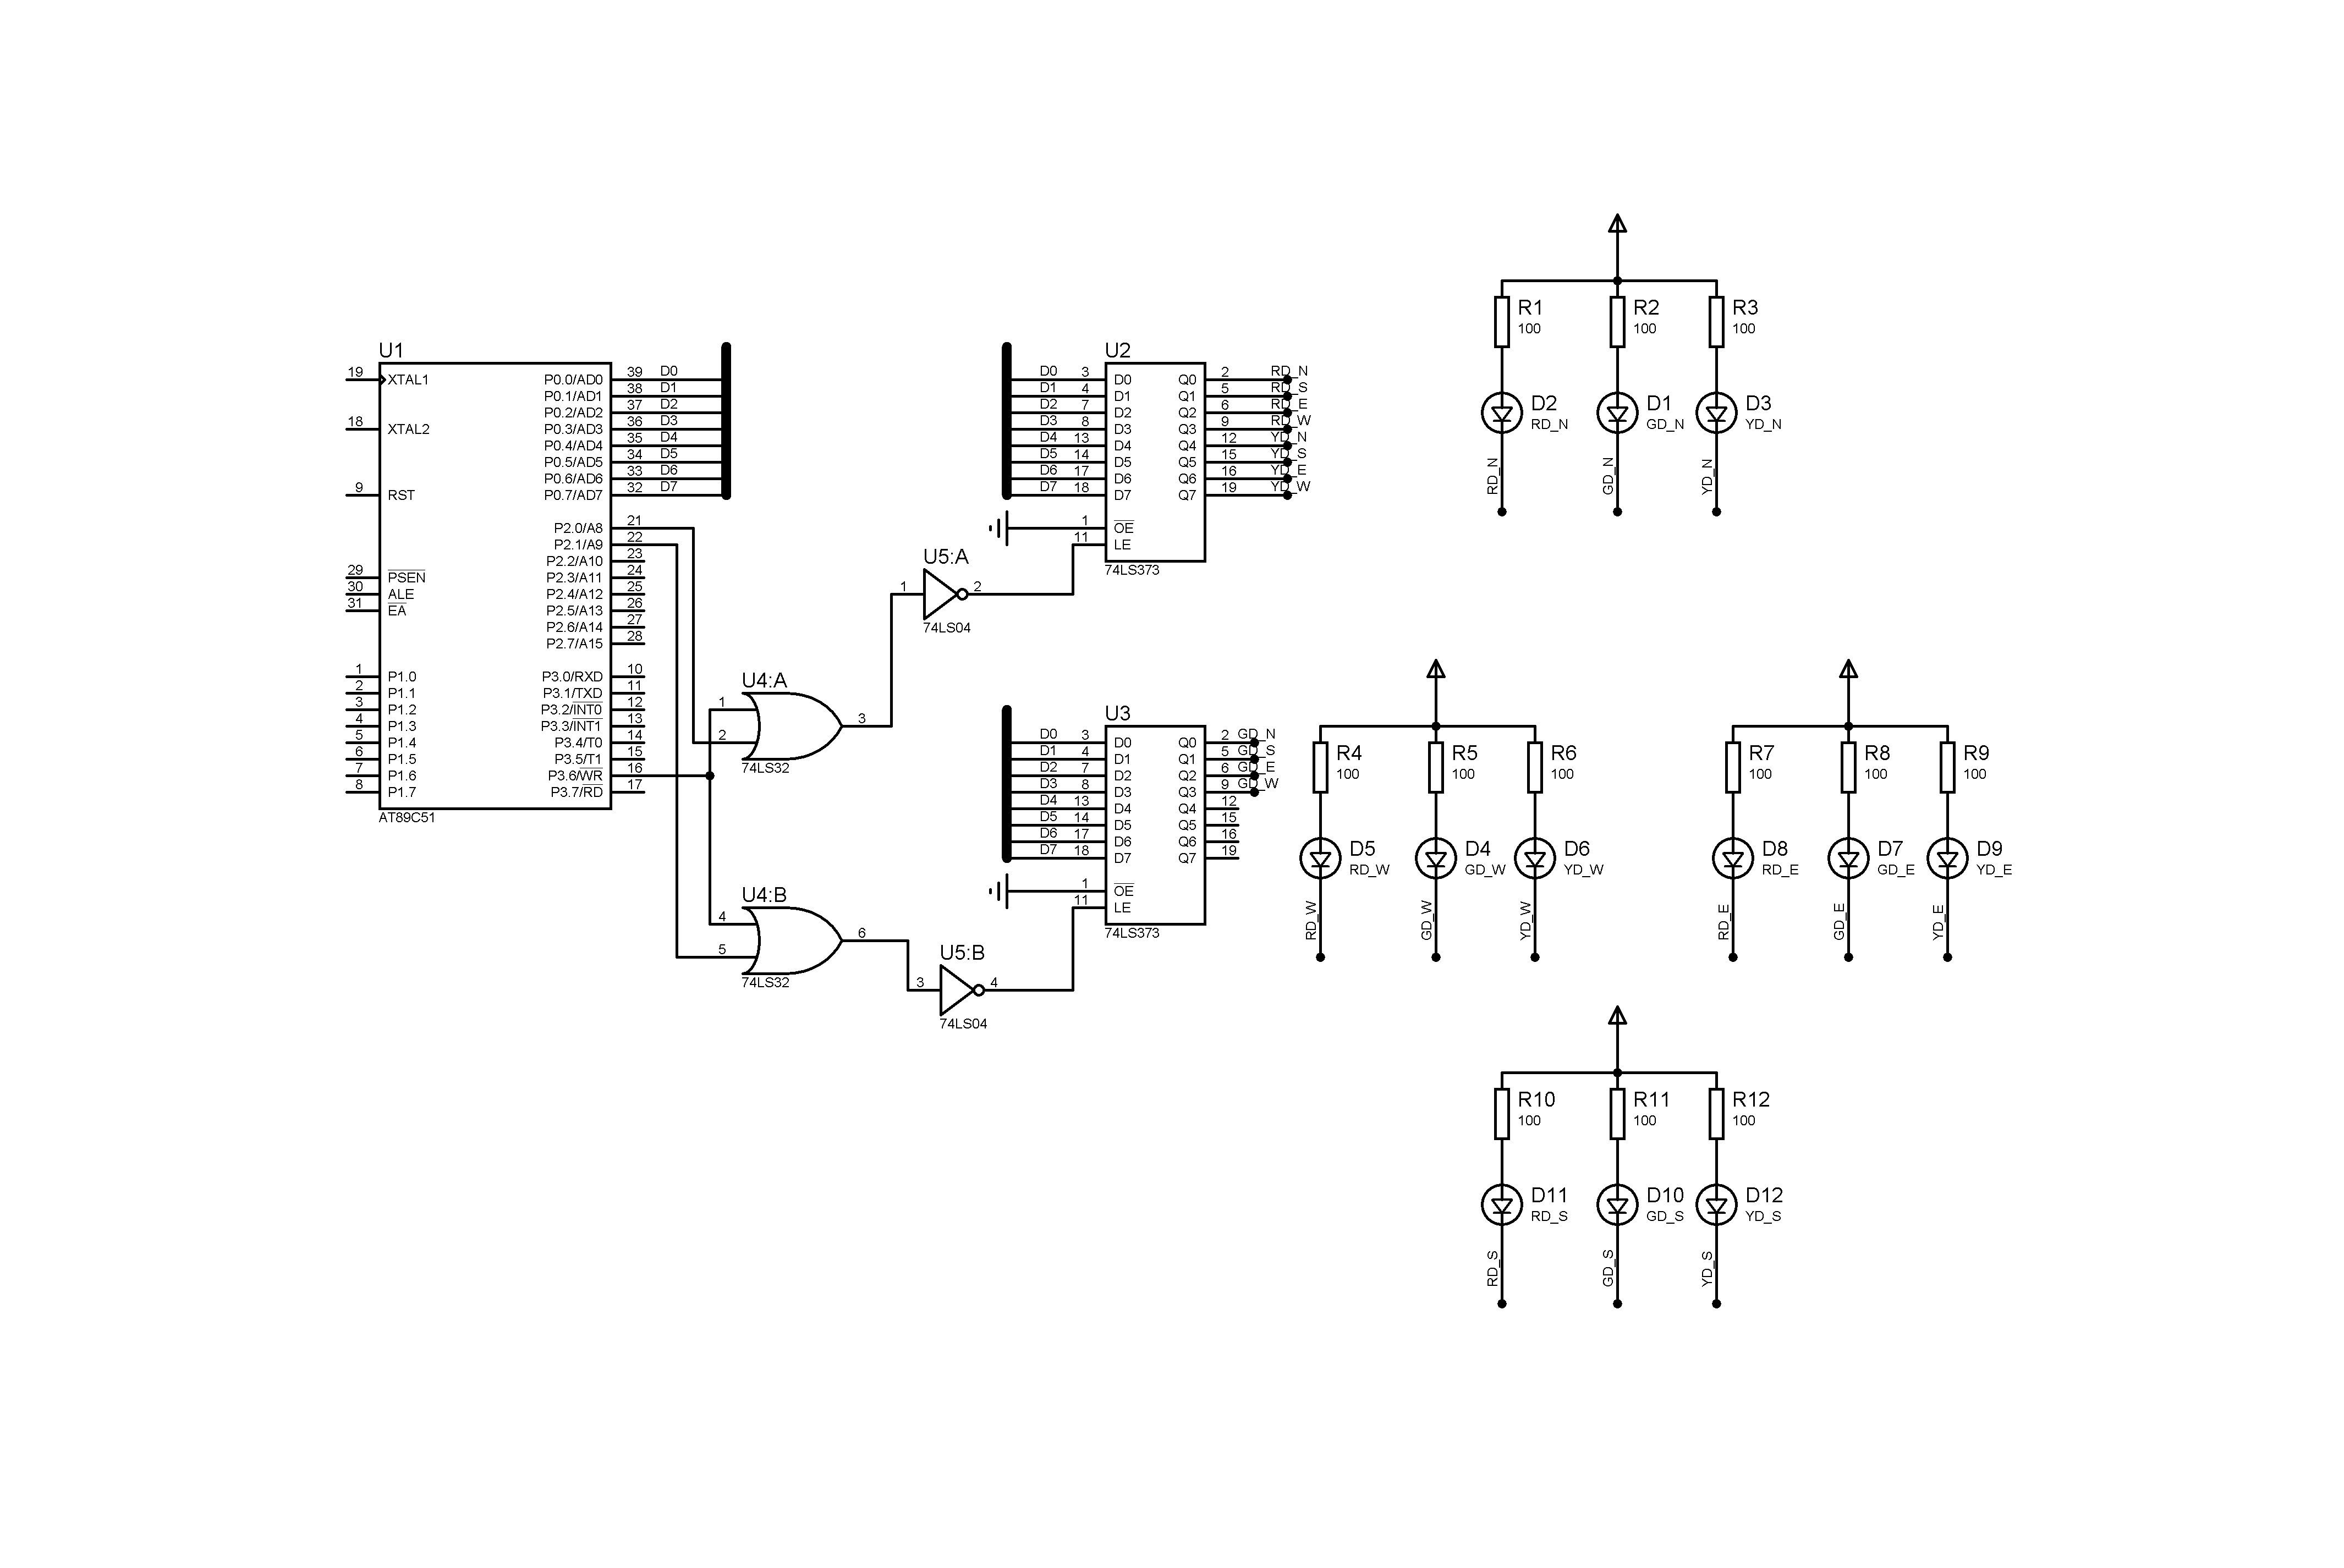 U1
19 XTAL1
18 XTAL2
9 RST
29 PSEN
30 ALE
31 EA
1 P1.0
2 P1.1
3 P1.2
4 P1.3
5 P1.4
6 P1.5
7 P1.6
8 P1.7
P0.0/AD0 39 D0
P0.1/AD1 38 D1
P0.2/AD2 37 D2
P0.3/AD3 36 D3
P0.4/AD4 35 D4
P0.5/AD5 34 D5
P0.6/AD6 33 D6
P0.7/AD7 32 D7
P2.0/A8 21
P2.1/A9 22
P2.2/A10 23
P2.3/A11 24
P2.4/A12 25
P2.5/A13 26
P2.6/A14 27
P2.7/A15 28
P3.0/RXD 10
P3.1/TXD 11
P3.2/INT0 12
P3.3/INT1 13
P3.4/T0 14
P3.5/T1 15
P3.6/WR 16
P3.7/RD 17
AT89C51
U4:A
1
2
3
74LS32
U4:B
4
5
6
74LS32
U5:A
1 2
74LS04
U5:B
3 4
74LS04
U2
D0 3 D0 Q0 2 RD_N
D1 4 D1 Q1 5 RD_S
D2 7 D2 Q2 6 RD_E
D3 8 D3 Q3 9 RD_W
D4 13 D4 Q4 12 YD_N
D5 14 D5 Q5 15 YD_S
D6 17 D6 Q6 16 YD_E
D7 18 D7 Q7 19 YD_W
1 OE
11 LE
74LS373
U3
D0 3 D0 Q0 2 GD_N
D1 4 D1 Q1 5 GD_S
D2 7 D2 Q2 6 GD_E
D3 8 D3 Q3 9 GD_W
D4 13 D4 Q4 12
D5 14 D5 Q5 15
D6 17 D6 Q6 16
D7 18 D7 Q7 19
1 OE
11 LE
74LS373
R1 R2 R3
100 100 100
D2 D1 D3
RD_N GD_N YD_N
RD_N GD_N YD_N
R4 R5 R6
100 100 100
D5 D4 D6
RD_W GD_W YD_W
RD_W GD_W YD_W
R7 R8 R9
100 100 100
D8 D7 D9
RD_E GD_E YD_E
RD_E GD_E YD_E
R10 R11 R12
100 100 100
D11 D10 D12
RD_S GD_S YD_S
RD_S GD_S YD_S